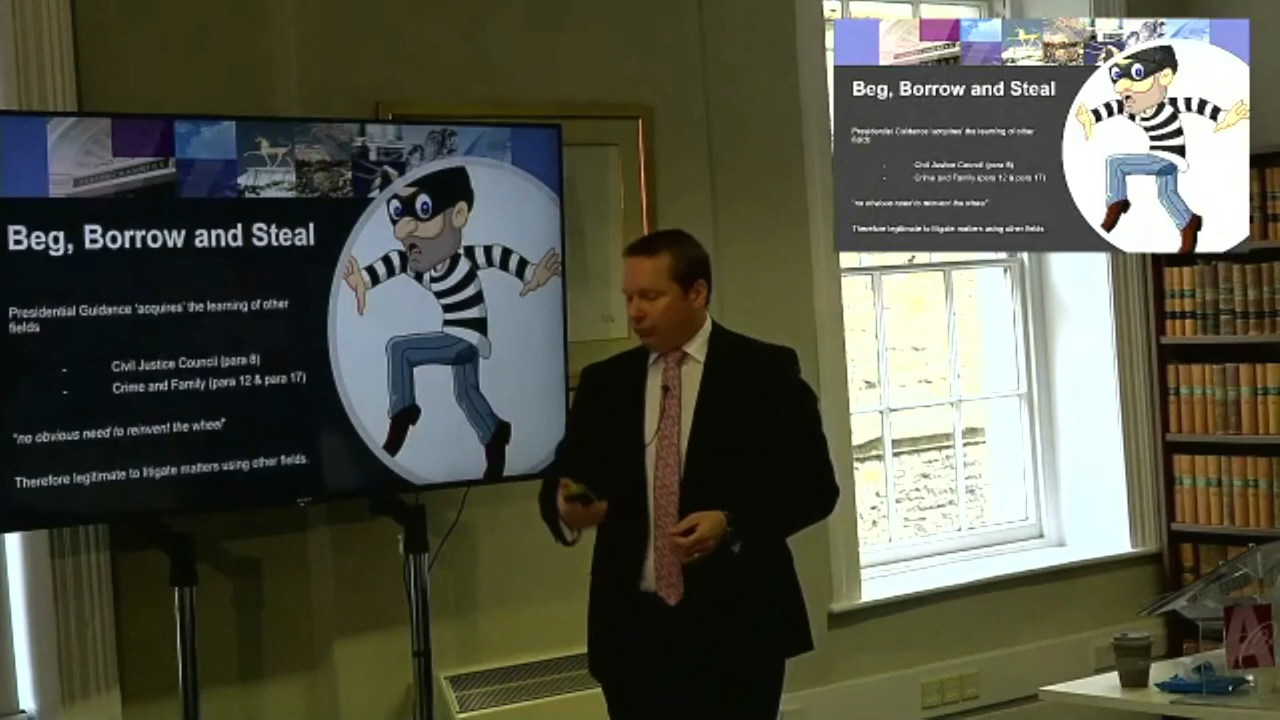 Beg, Borrow and Steal
Presidential Guidance 'acquires' the learning of other
fields
- Civil Justice Council (para 8)
- Crime and Family (para 12 & para 17)
"no obvious need to reinvent the wheel"
Therefore legitimate to litigate matters using other fields.
Beg, Borrow and Steal
Presidential Guidance 'acquires' the learning of other
fields
- Civil Justice Council (para 8)
- Crime and Family (para 12 & para 17)
"no obvious need to reinvent the wheel"
Therefore legitimate to litigate matters using other fields